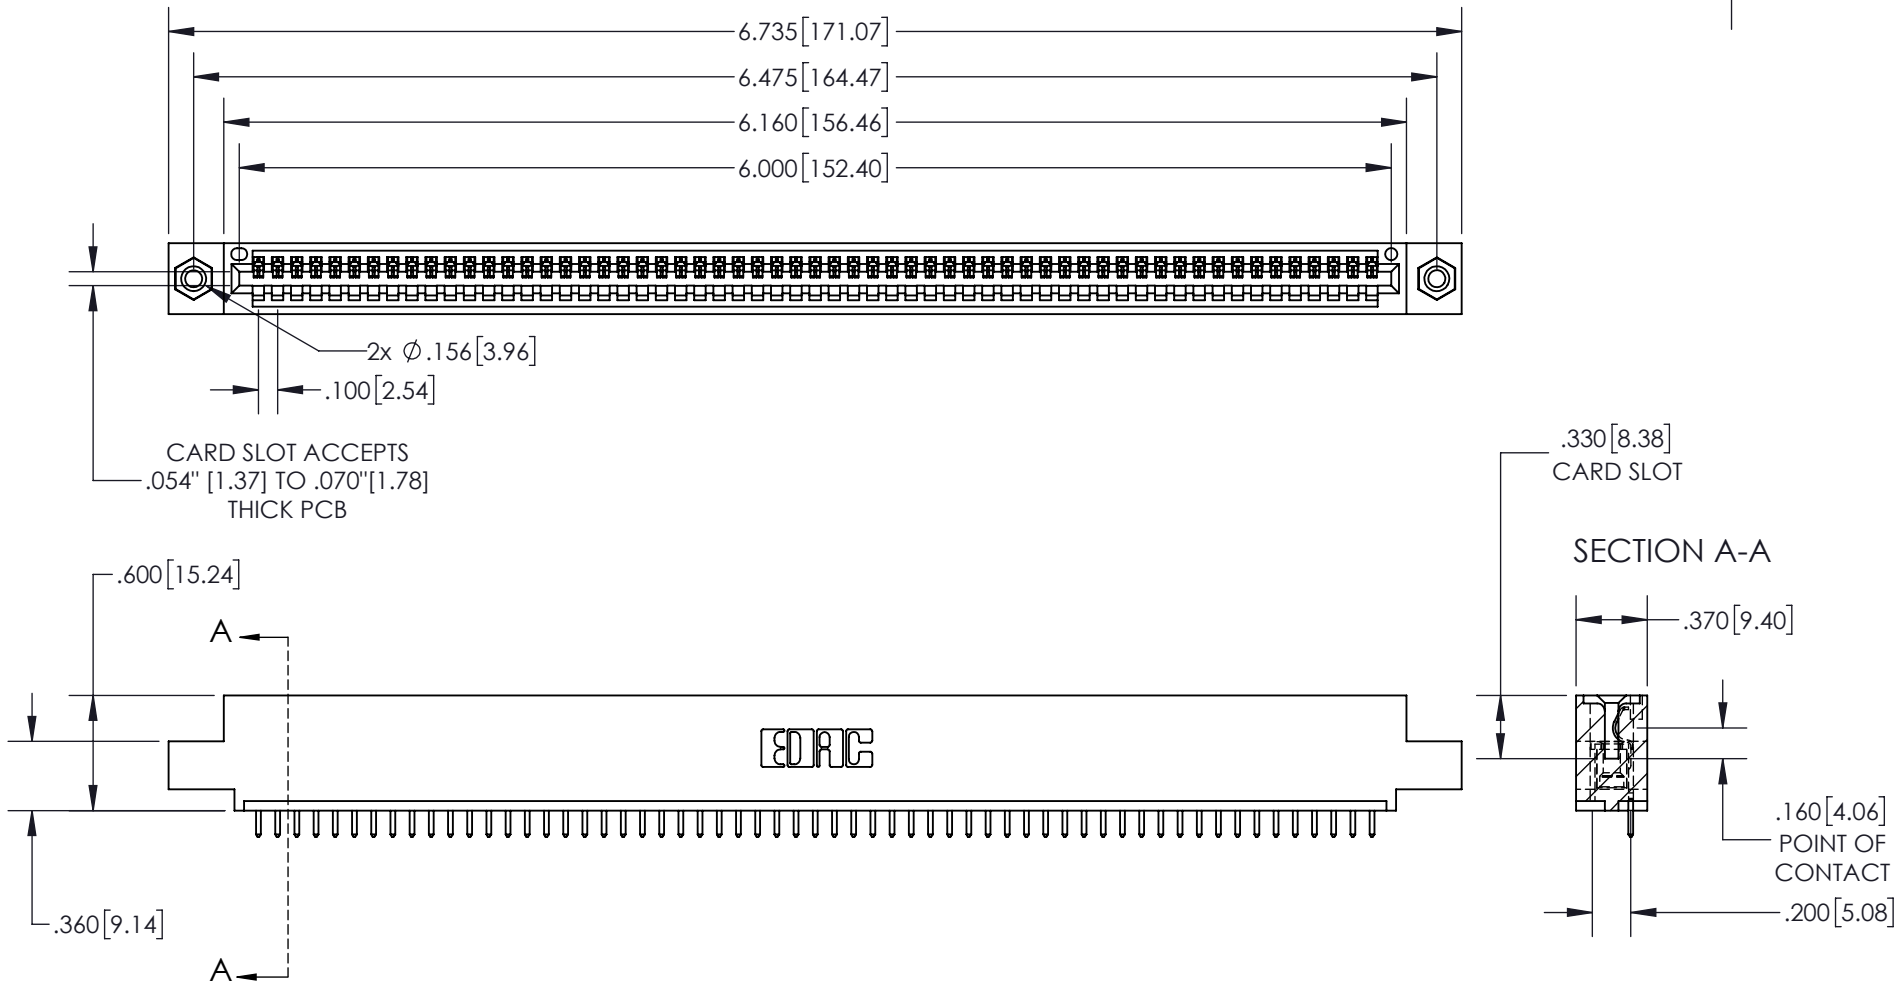 6.735[171.07]
6.475[164.47]
6.160[156.46]
6.000[152.40]
2x Ø.156[3.96]
.100[2.54]
CARD SLOT ACCEPTS
.054" [1.37] TO .070"[1.78]
THICK PCB
.330[8.38]
CARD SLOT
SECTION A-A
.600[15.24]
A
.370[9.40]
EDAC
.160[4.06]
POINT OF
CONTACT
.200[5.08]
.360[9.14]
A